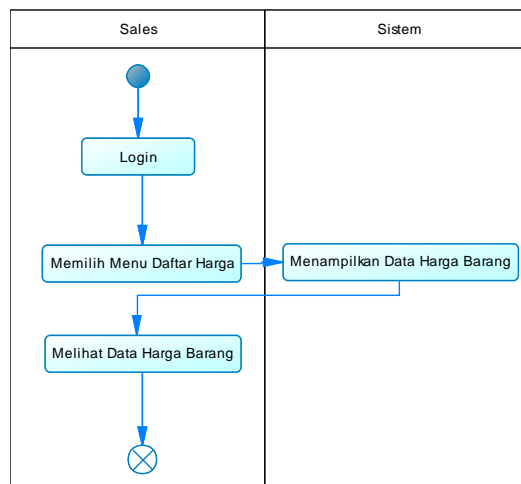 Sales
Sistem
Login
Memilih Menu Daftar Harga
Menampilkan Data Harga Barang
Melihat Data Harga Barang